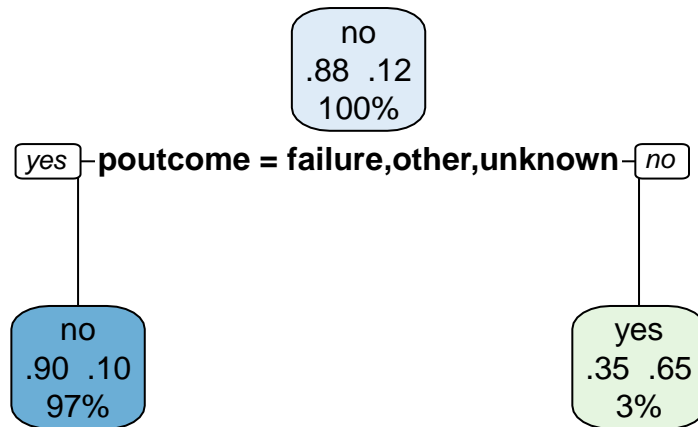 no
.88 .12
100%
yes poutcome = failure,other,unknown no
no
.90 .10
97%
yes
.35 .65
3%